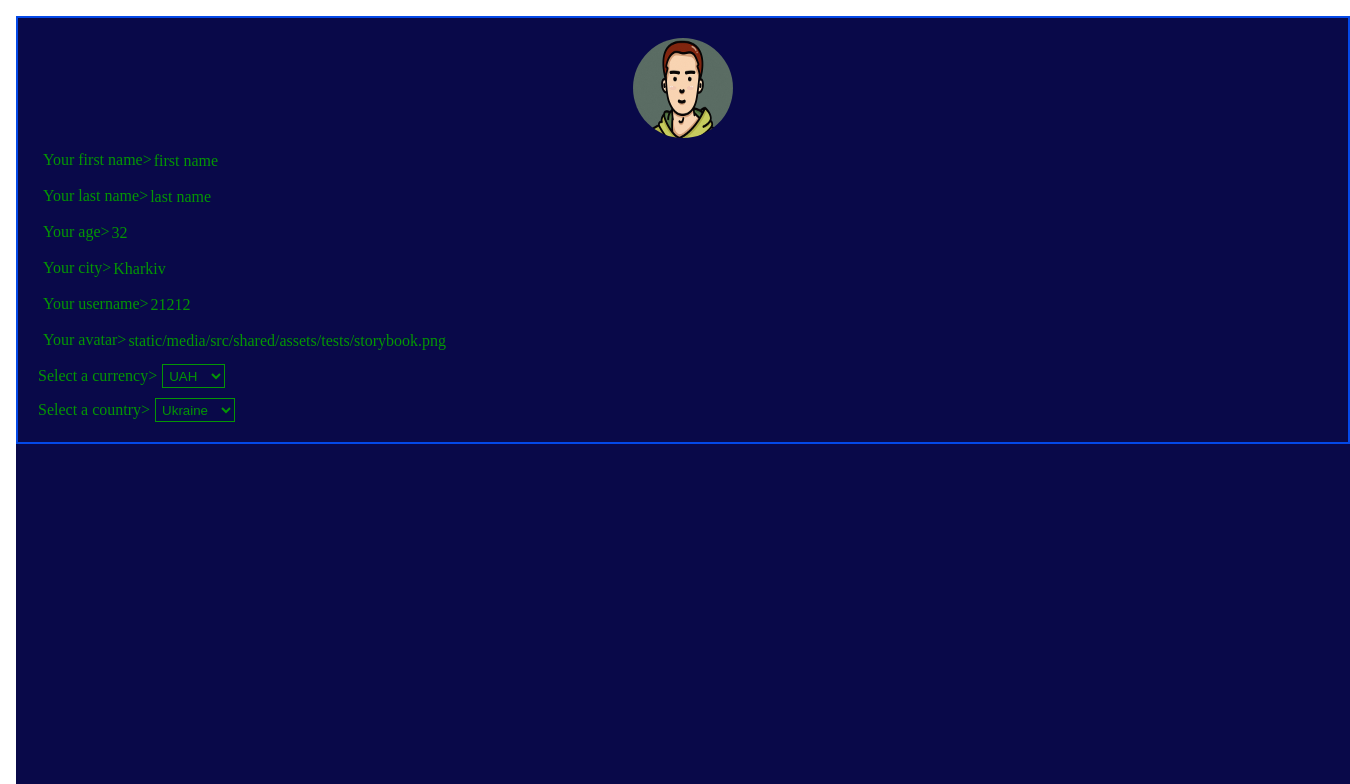 Your first name> first name
Your last name> last name
Your age> 32
Your city> Kharkiv
Your username> 21212
Your avatar> static/media/src/shared/assets/tests/storybook.png
Select a currency> UAH
Select a country> Ukraine